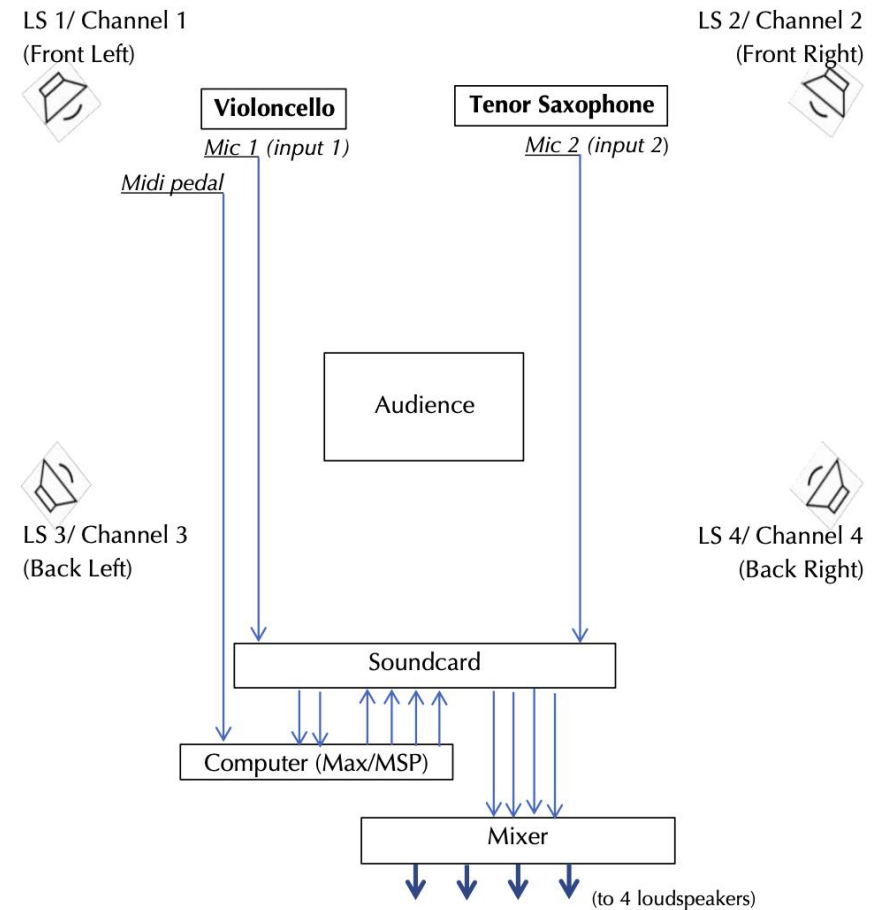 LS 1/ Channel 1
(Front Left)
LS 2/ Channel 2
(Front Right)
Violoncello
Tenor Saxophone
Mic 1 (input 1)
Mic 2 (input 2)
Midi pedal
Audience
LS 3/ Channel 3
(Back Left)
LS 4/ Channel 4
(Back Right)
Soundcard
Computer (Max/MSP)
Mixer
(to 4 loudspeakers)